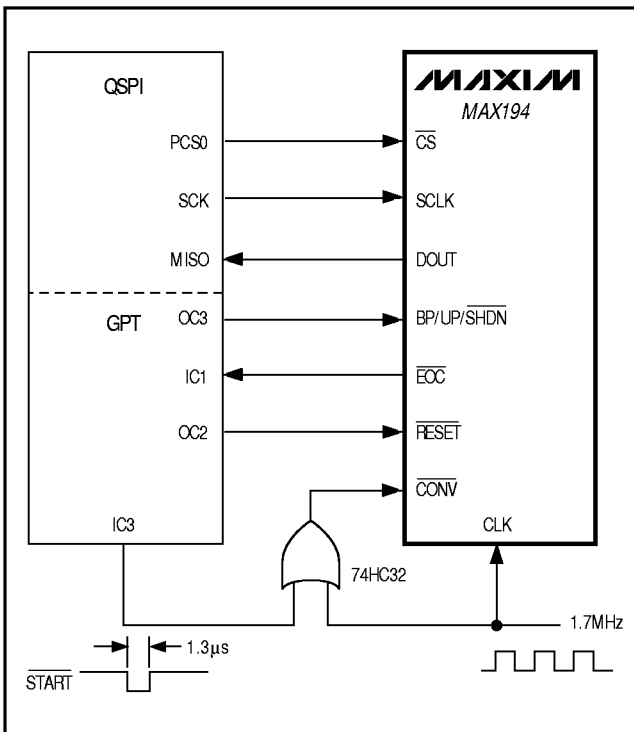 QSPI
MAXIM
MAX194
PCS0
CS
SCK
SCLK
MISO
DOUT
GPT
OC3
BP/UP/SHDN
IC1
EOC
OC2
RESET
CONV
IC3
CLK
74HC32
1.3µs
1.7MHz
START